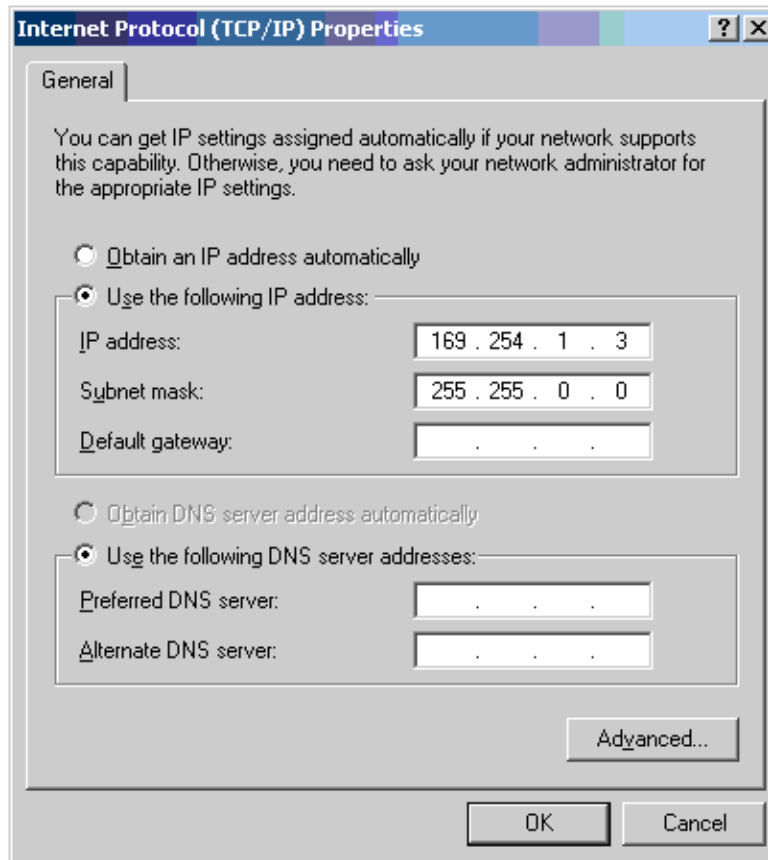 Internet Protocol (TCP/IP) Properties
General
You can get IP settings assigned automatically if your network supports
this capability. Otherwise, you need to ask your network administrator for
the appropriate IP settings.
Obtain an IP address automatically
Use the following IP address:
IP address: 169 . 254 . 1 . 3
Subnet mask: 255 . 255 . 0 . 0
Default gateway: . . .
Obtain DNS server address automatically
Use the following DNS server addresses:
Preferred DNS server: . . .
Alternate DNS server: . . .
Advanced...
OK Cancel